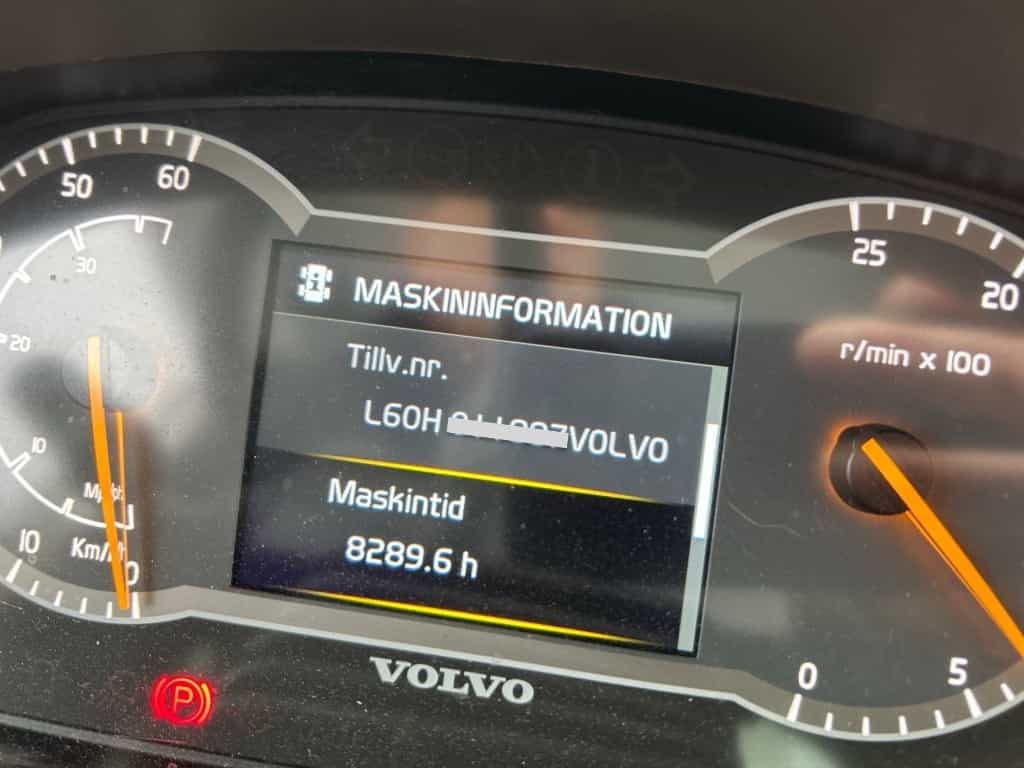 50
60
30
20
10
MASKININFORMATION
Tillv.nr.
L60H VOLVO
Maskintid
8289.6 h
Km/h
10
0
25
20
r/min x 100
0
5
P
VOLVO